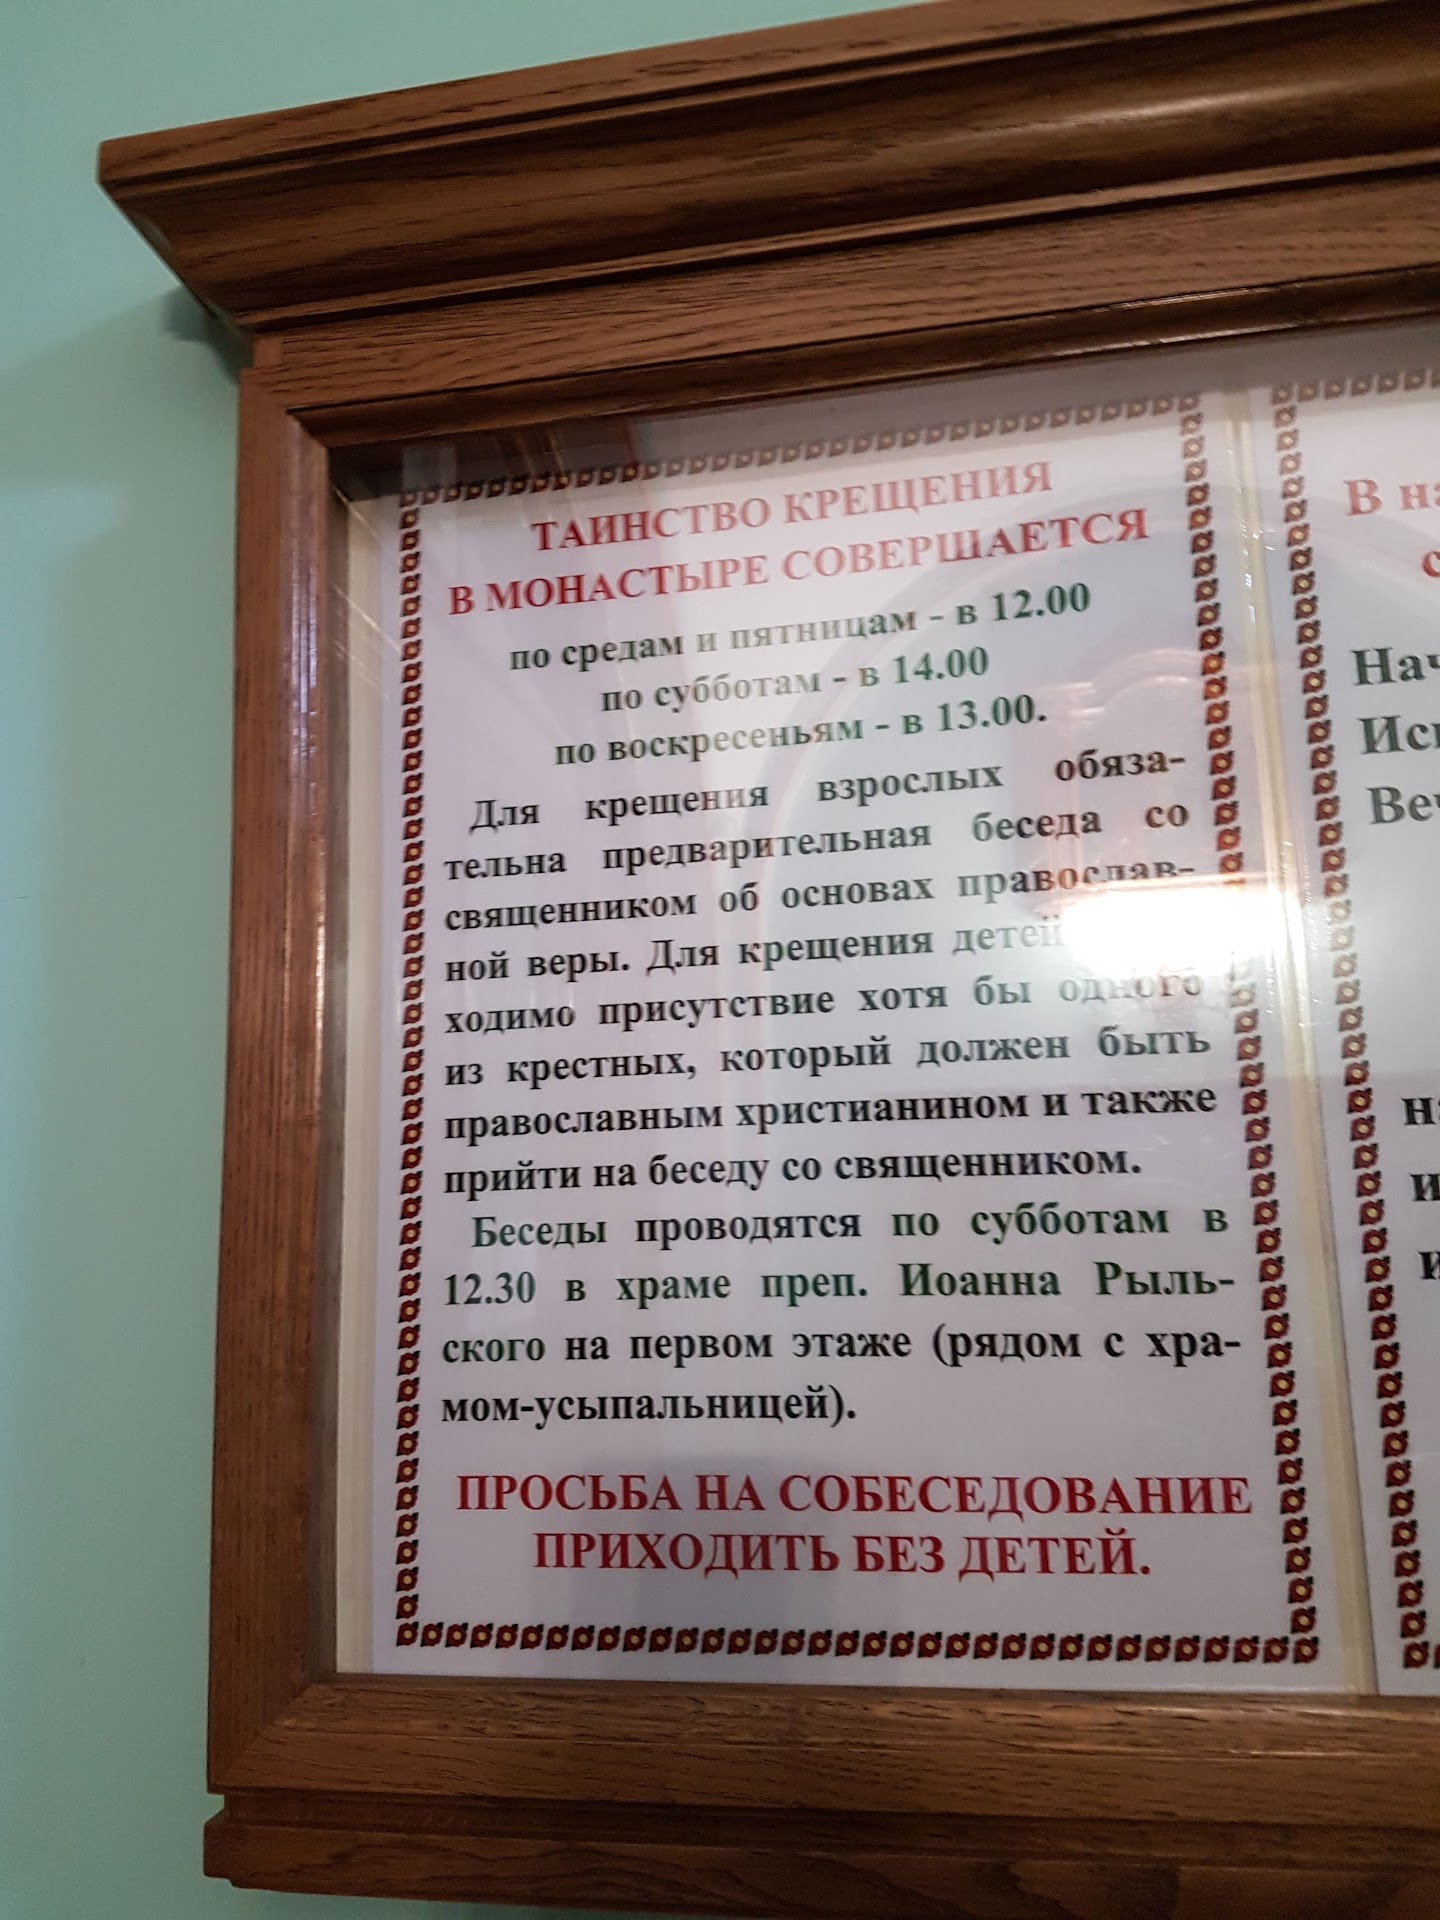 ТАИНСТВО КРЕЩЕНИЯ
В МОНАСТЫРЕ СОВЕРШАЕТСЯ
по средам и пятницам - в 12.00
по субботам - в 14.00
по воскресеньям - в 13.00.
Для крещения взрослых обяза-
тельна предварительная беседа со
священником об основах православ-
ной веры. Для крещения детей
ходимо присутствие хотя бы одного
из крестных, который должен быть
православным христианином и также
прийти на беседу со священником.
Беседы проводятся по субботам в
12.30 в храме преп. Иоанна Рыль-
ского на первом этаже (рядом с хра-
мом-усыпальницей).
ПРОСЬБА НА СОБЕСЕДОВАНИЕ
ПРИХОДИТЬ БЕЗ ДЕТЕЙ.
В